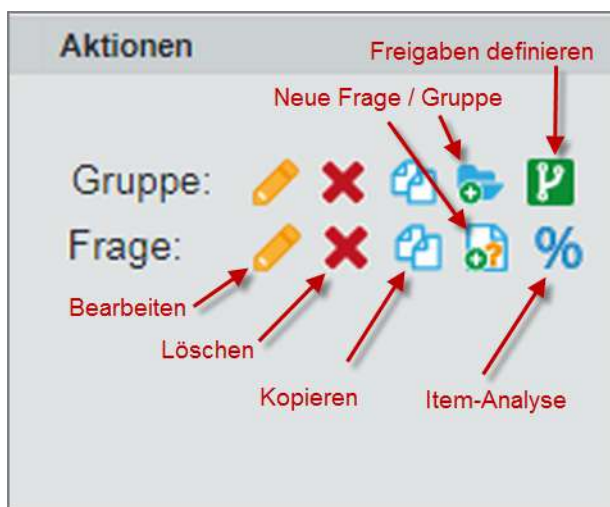 Aktionen
Freigaben definieren
Neue Frage / Gruppe
Gruppe:
Frage:
?
%
Bearbeiten
Löschen
Kopieren
Item-Analyse